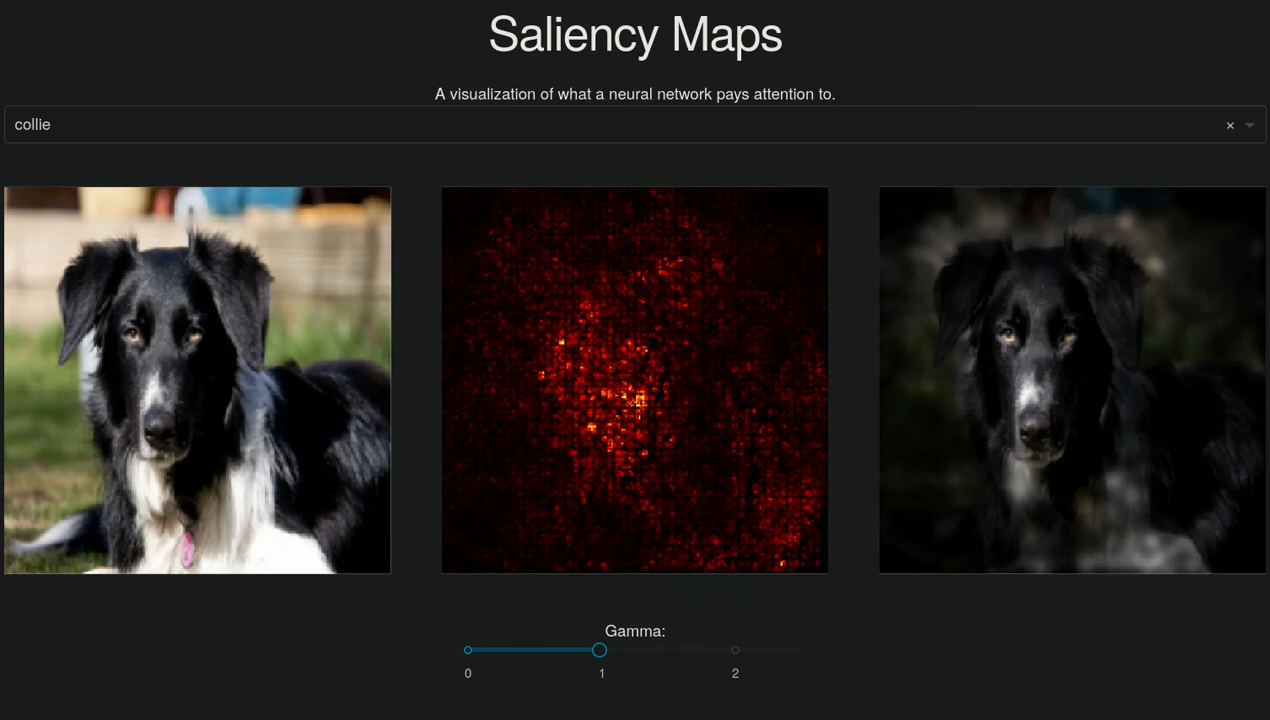 Saliency Maps
A visualization of what a neural network pays attention to.
collie
×
Gamma:
0 1 2